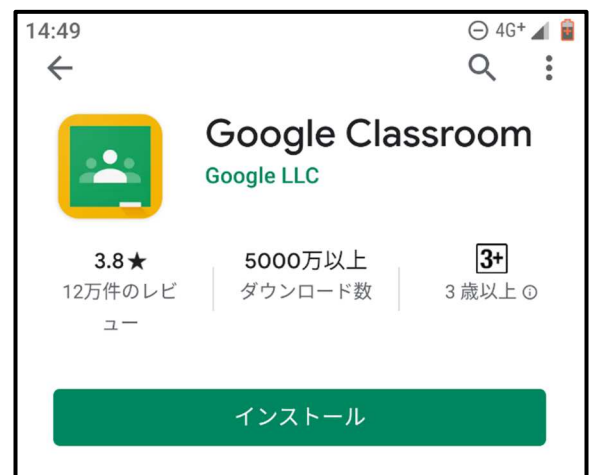 14:49 4G+
Google Classroom
Google LLC
3.8★ 5000万以上 3+
12万件のレビ ダウンロード数 3 歳以上
ュー
インストール